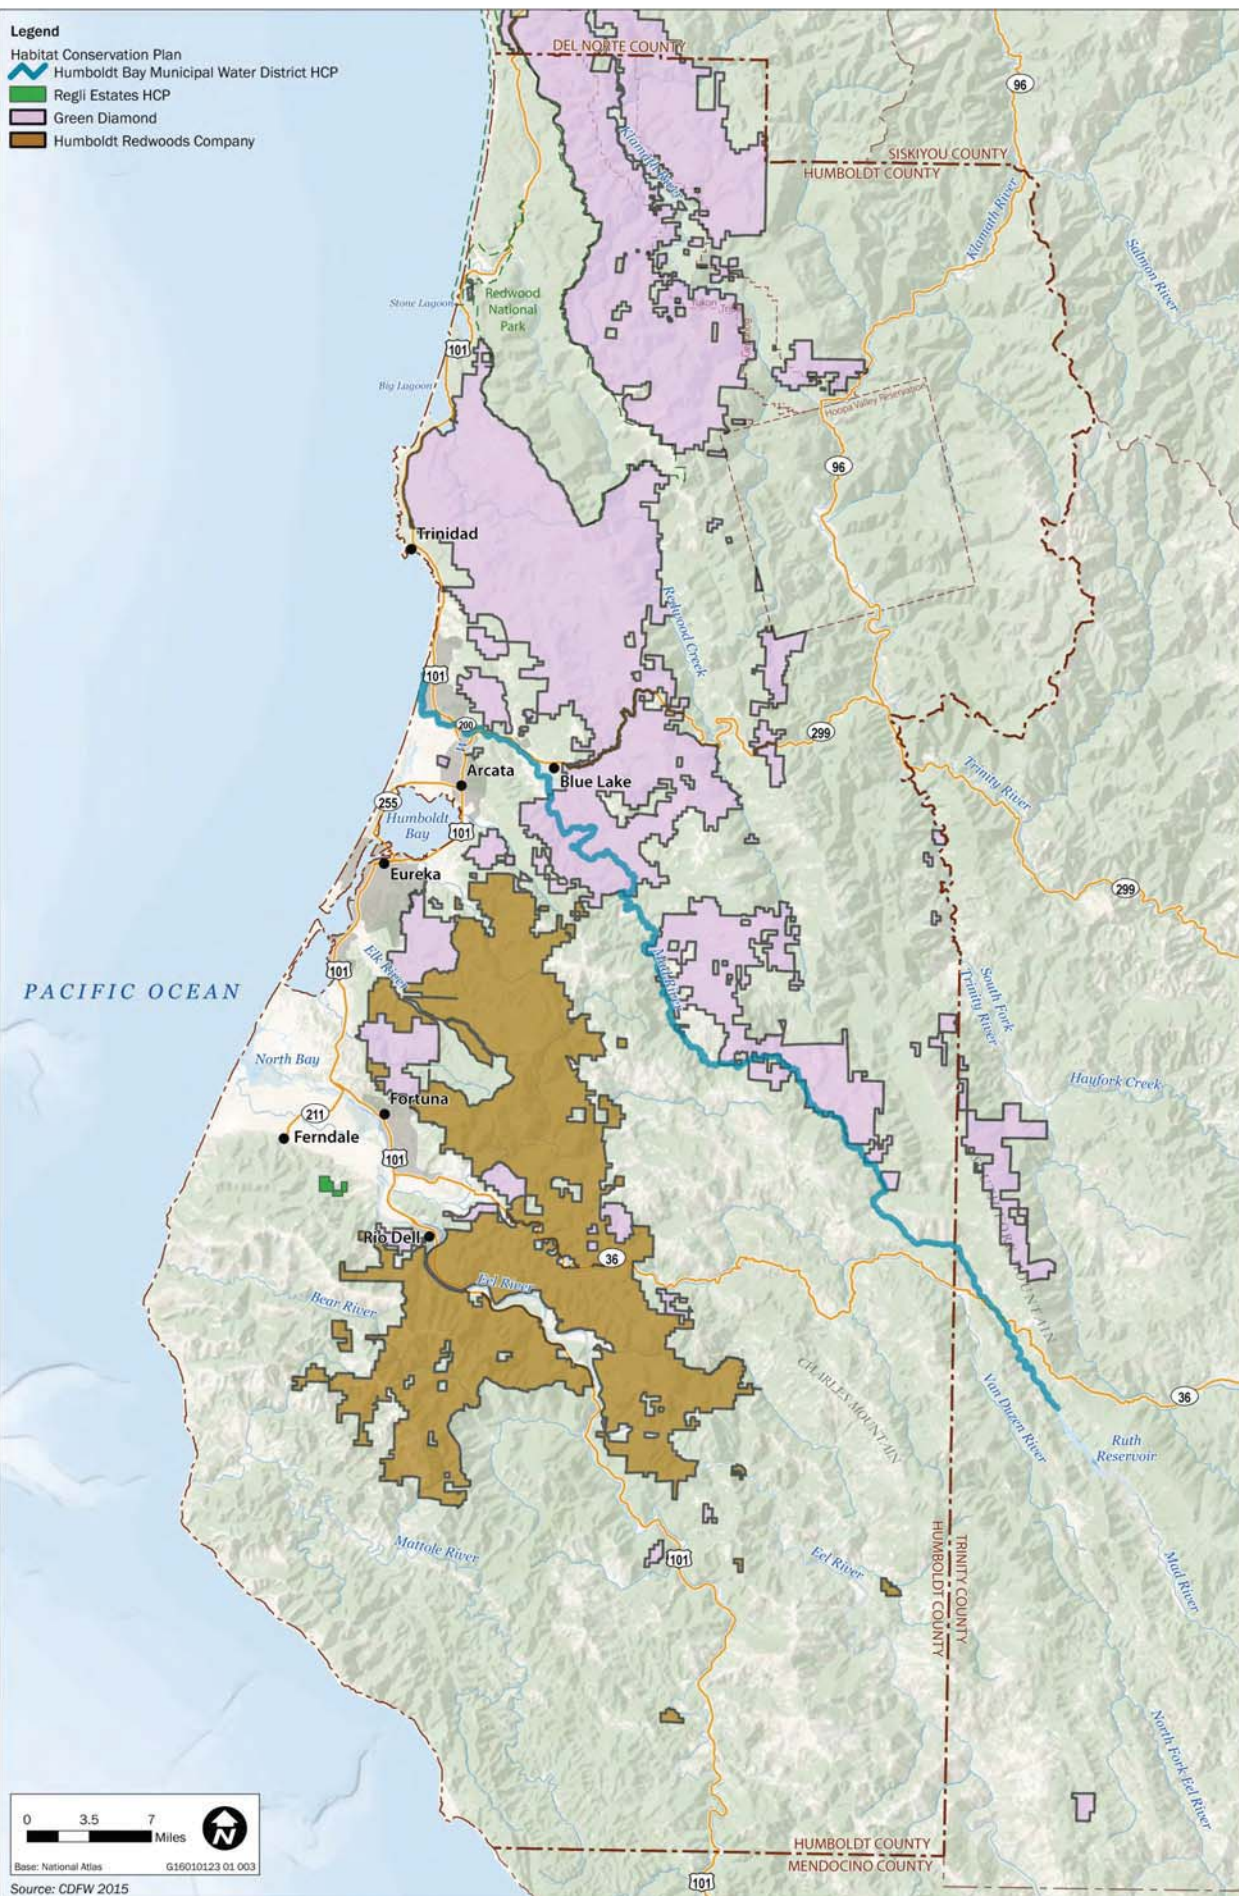 Legend
Habitat Conservation Plan
Humboldt Bay Municipal Water District HCP
Regli Estates HCP
Green Diamond
Humboldt Redwoods Company
DEL NORTE COUNTY
96
SISKIYOU COUNTY
HUMBOLDT COUNTY
Klamath River
Klamath River
Salmon River
Stone Lagoon
Redwood
National
Park
101
Big Lagoon
Hoopa Valley Reservation
96
Trinidad
Redwood Creek
101
200
299
Arcata
Blue Lake
Trinity River
255
Humboldt
Bay
101
Eureka
299
Elk River
101
Mad River
PACIFIC OCEAN
South Fork
Trinity River
North Bay
Hayfork Creek
Fortuna
211
Ferndale
101
Rio Dell
36
Eel River
Bear River
CHARLES MOUNTAIN
Van Duzen River
36
Ruth
Reservoir
Mattole River
101
Eel River
HUMBOLDT COUNTY
TRINITY COUNTY
Mad River
North Fork Eel River
0 3.5 7
Miles
N
Base: National Atlas G16010123 01 003
HUMBOLDT COUNTY
MENDOCINO COUNTY
101
Source: CDFW 2015